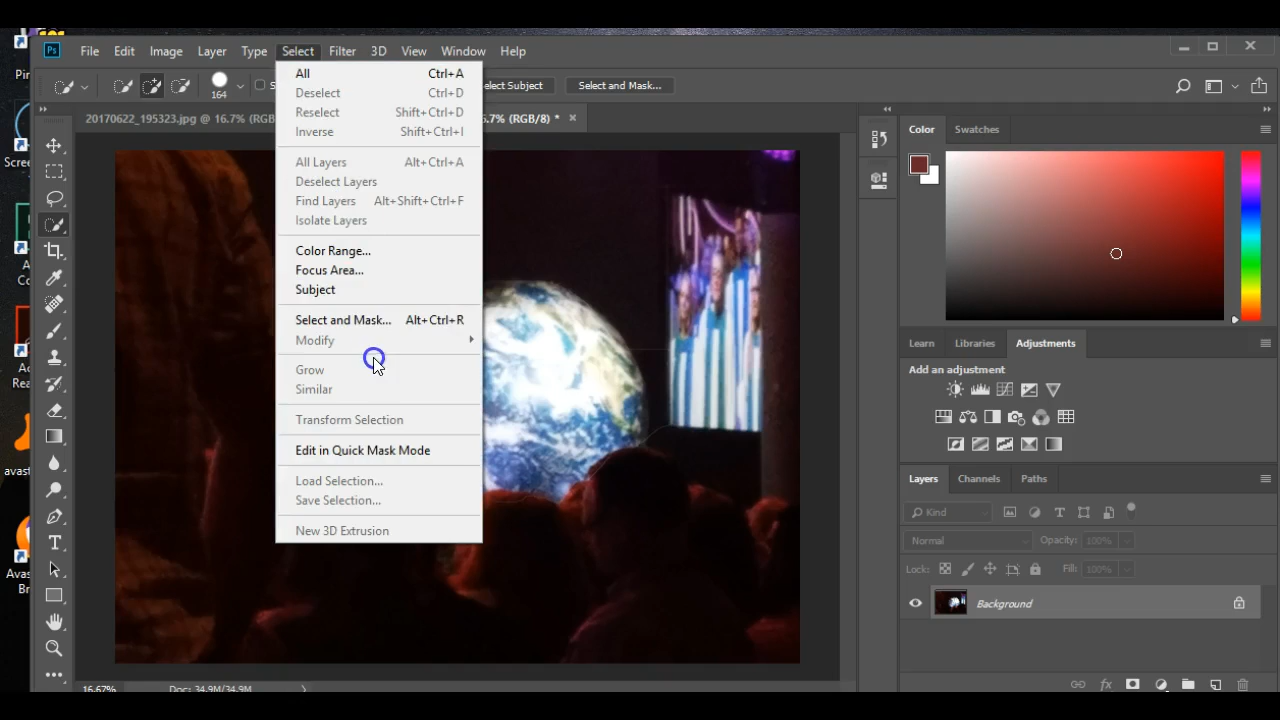 Ps File Edit Image Layer Type Select Filter 3D View Window Help
164 elect Subject Select and Mask...
20170622_195323.jpg @ 16.7% (RGB 6.7% (RGB/8) *
All Ctrl+A
Deselect Ctrl+D
Reselect Shift+Ctrl+D
Inverse Shift+Ctrl+I
All Layers Alt+Ctrl+A
Deselect Layers
Find Layers Alt+Shift+Ctrl+F
Isolate Layers
Color Range...
Focus Area...
Subject
Select and Mask... Alt+Ctrl+R
Modify
Grow
Similar
Transform Selection
Edit in Quick Mask Mode
Load Selection...
Save Selection...
New 3D Extrusion
Color Swatches
Learn Libraries Adjustments
Add an adjustment
Layers Channels Paths
Kind
Normal Opacity: 100%
Lock: Fill: 100%
Background
16.67% Doc: 34.9M/34.9M